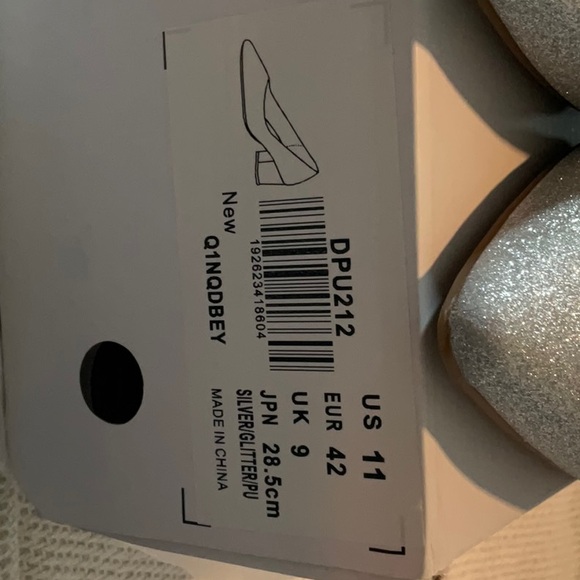 DPU212
192623418604
New
Q1NQDBEY
US 11
EUR 42
UK 9
JPN 28.5cm
SILVER/GLITTER/PU
MADE IN CHINA